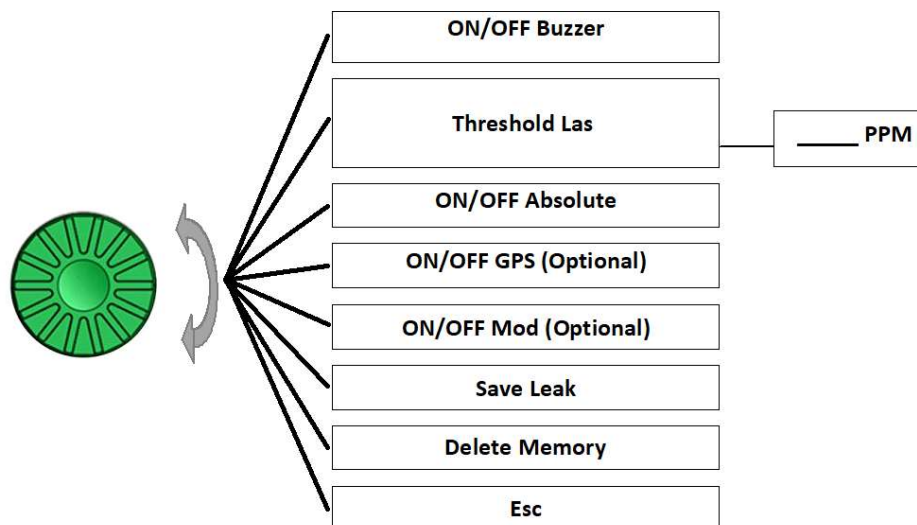 ON/OFF Buzzer
Threshold Las
_____ PPM
ON/OFF Absolute
ON/OFF GPS (Optional)
ON/OFF Mod (Optional)
Save Leak
Delete Memory
Esc